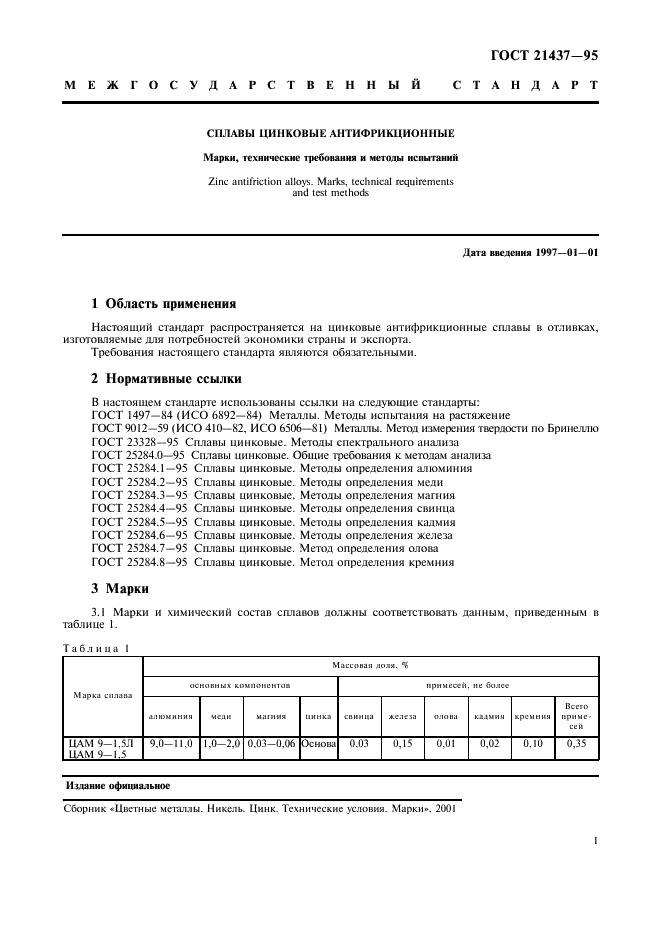 ГОСТ 21437—95
МЕЖГОСУДАРСТВЕННЫЙ СТАНДАРТ
СПЛАВЫ ЦИНКОВЫЕ АНТИФРИКЦИОННЫЕ
Марки, технические требования и методы испытаний
Zinc antifriction alloys. Marks, technical requirements
and test methods
Дата введения 1997—01—01
1 Область применения
Настоящий стандарт распространяется на цинковые антифрикционные сплавы в отливках,
изготовляемые для потребностей экономики страны и экспорта.
Требования настоящего стандарта являются обязательными.
2 Нормативные ссылки
В настоящем стандарте использованы ссылки на следующие стандарты:
ГОСТ 1497—84 (ИСО 6892—84) Металлы. Методы испытания на растяжение
ГОСТ 9012—59 (ИСО 410—82, ИСО 6506—81) Металлы. Метод измерения твердости по Бринеллю
ГОСТ 23328—95 Сплавы цинковые. Методы спектрального анализа
ГОСТ 25284.0—95 Сплавы цинковые. Общие требования к методам анализа
ГОСТ 25284.1—95 Сплавы цинковые. Методы определения алюминия
ГОСТ 25284.2—95 Сплавы цинковые. Методы определения меди
ГОСТ 25284.3—95 Сплавы цинковые. Методы определения магния
ГОСТ 25284.4—95 Сплавы цинковые. Методы определения свинца
ГОСТ 25284.5—95 Сплавы цинковые. Методы определения кадмия
ГОСТ 25284.6—95 Сплавы цинковые. Методы определения железа
ГОСТ 25284.7—95 Сплавы цинковые. Метод определения олова
ГОСТ 25284.8—95 Сплавы цинковые. Метод определения кремния
3 Марки
3.1 Марки и химический состав сплавов должны соответствовать данным, приведенным в
таблице 1.
Таблица 1
Марка сплава
Массовая доля, %
основных компонентов примесей, не более
алюминия меди магния цинка свинца железа олова кадмия кремния Всего
приме-
сей
ЦАМ 9—1,5Л 9,0—11,0 1,0—2,0 0,03—0,06 Основа 0,03 0,15 0,01 0,02 0,10 0,35
ЦАМ 9—1,5
Издание официальное
Сборник «Цветные металлы. Никель. Цинк. Технические условия. Марки», 2001
1